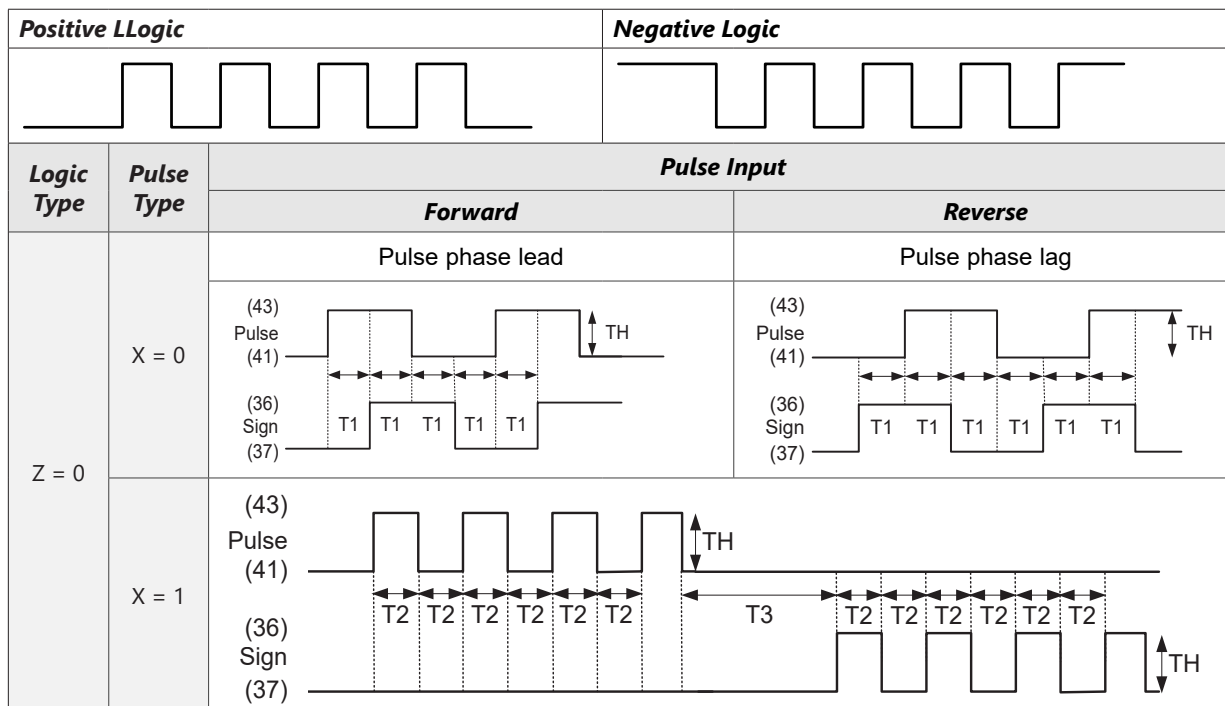 Positive LLogic
Negative Logic
Logic Type
Pulse Type
Pulse Input
Forward
Reverse
Z = 0
X = 0
Pulse phase lead
Pulse phase lag
(43)
Pulse
(41)
TH
(36)
Sign
(37)
T1 T1 T1 T1 T1
(43)
Pulse
(41)
TH
(36)
Sign
(37)
T1 T1 T1 T1 T1 T1
X = 1
(43)
Pulse
(41)
TH
T2 T2 T2 T2 T2 T2 T3 T2 T2 T2 T2 T2 T2
(36)
Sign
(37)
TH